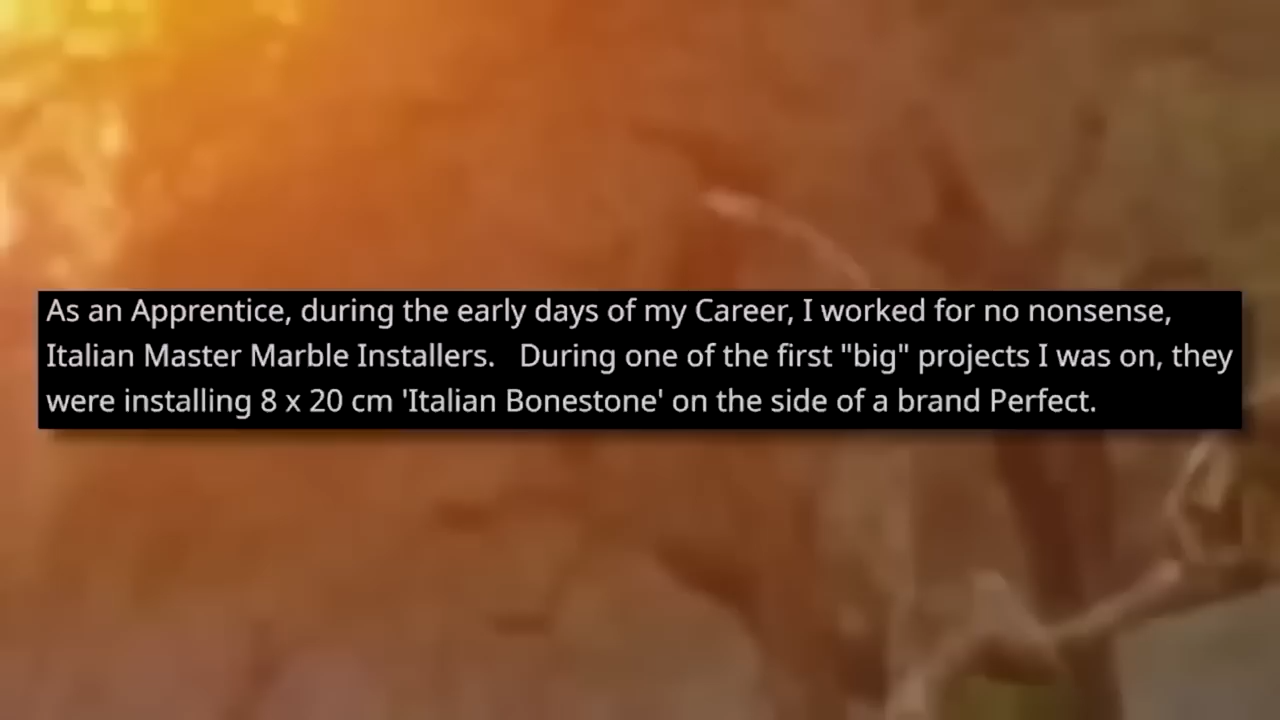 As an Apprentice, during the early days of my Career, I worked for no nonsense,
Italian Master Marble Installers.   During one of the first "big" projects I was on, they
were installing 8 x 20 cm 'Italian Bonestone' on the side of a brand Perfect.